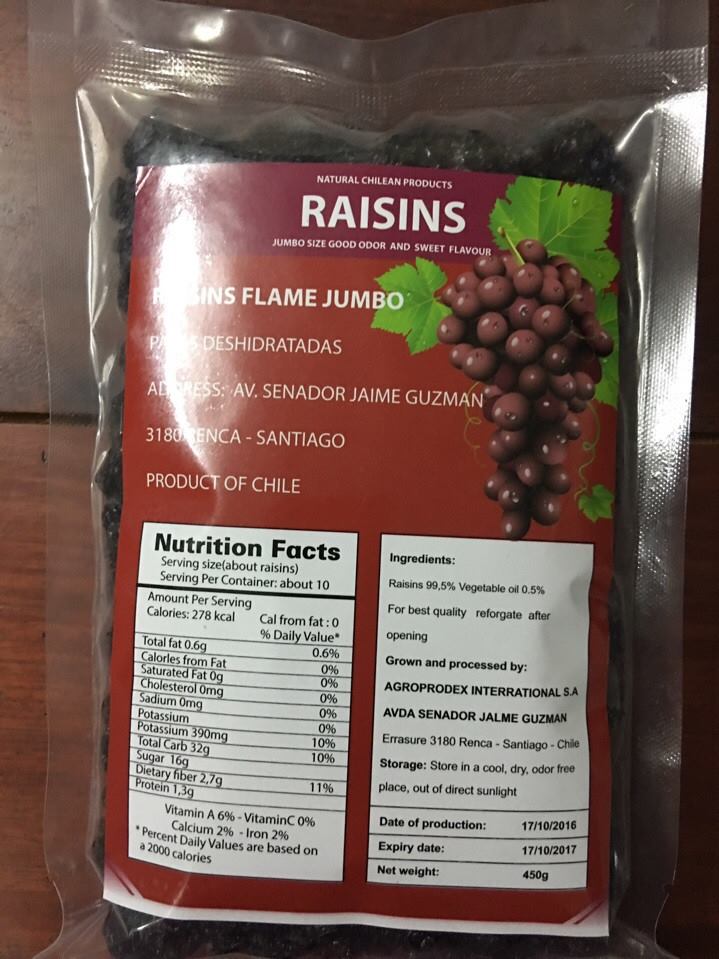 NATURAL CHILEAN PRODUCTS
RAISINS
JUMBO SIZE GOOD ODOR AND SWEET FLAVOUR
RAISINS FLAME JUMBO
DESHIDRATADAS
ADDRESS: AV. SENADOR JAIME GUZMAN
3180 RENCA - SANTIAGO
PRODUCT OF CHILE
Nutrition Facts
Serving size(about raisins)
Serving Per Container: about 10
Amount Per Serving
Calories: 278 kcal Cal from fat : 0
% Daily Value*
Total fat 0.6g 0.6%
Calorles from Fat 0%
Saturated Fat 0g 0%
Cholesterol 0mg 0%
Sadium 0mg 0%
Potassium 0%
Potassium 390mg 10%
Total Carb 32g 10%
Sugar 16g
Dietary fiber 2,7g 11%
Protein 1,3g
Vitamin A 6% - VitaminC 0%
Calcium 2% - Iron 2%
* Percent Daily Values are based on
a 2000 calories
Ingredients:
Raisins 99,5% Vegetable oil 0.5%
For best quality reforgate after
opening
Grown and processed by:
AGROPRODEX INTERRATIONAL S.A
AVDA SENADOR JALME GUZMAN
Errasure 3180 Renca - Santiago - Chile
Storage: Store in a cool, dry, odor free
place, out of direct sunlight
Date of production: 17/10/2016
Expiry date: 17/10/2017
Net weight: 450g